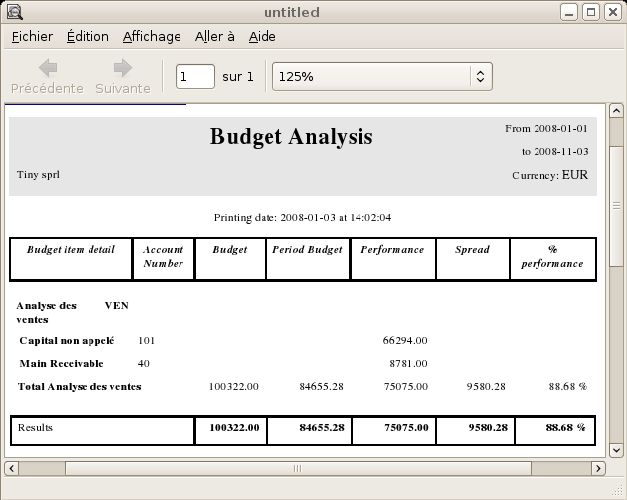 untitled
Fichier Édition Affichage Aller à Aide
Précédente Suivante 1 sur 1 125%
Budget Analysis
From 2008-01-01
to 2008-11-03
Tiny sprl
Currency: EUR
Printing date: 2008-01-03 at 14:02:04
Budget item detail Account Number Budget Period Budget Performance Spread % performance
Analyse des ventes VEN
Capital non appelé 101 66294.00
Main Receivable 40 8781.00
Total Analyse des ventes 100322.00 84655.28 75075.00 9580.28 88.68 %
Results 100322.00 84655.28 75075.00 9580.28 88.68 %